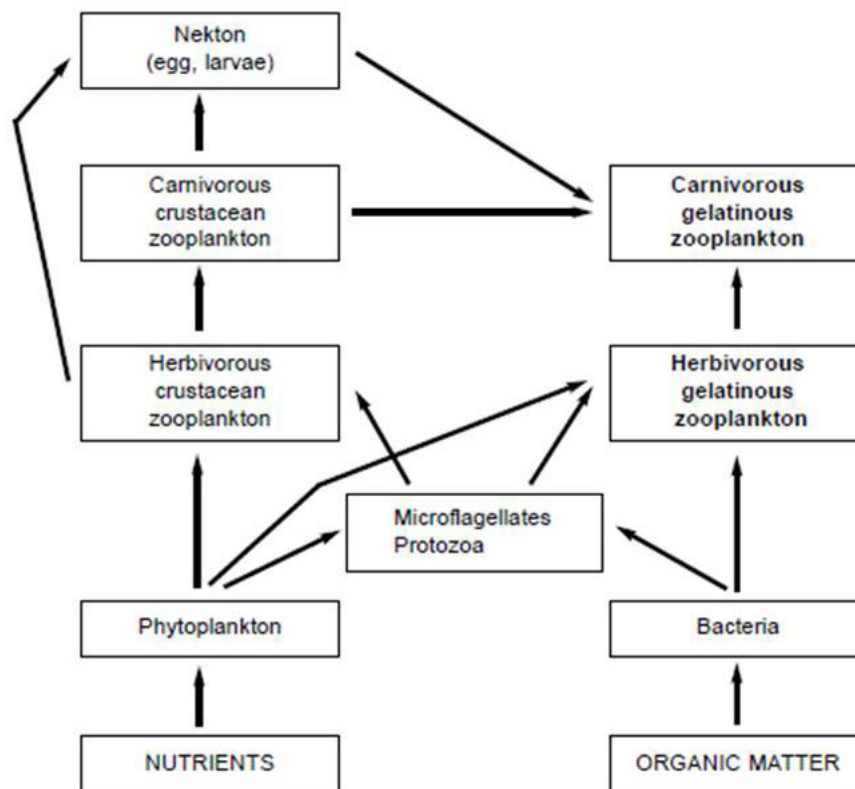 Nekton
(egg, larvae)
Carnivorous
crustacean
zooplankton
Carnivorous
gelatinous
zooplankton
Herbivorous
crustacean
zooplankton
Herbivorous
gelatinous
zooplankton
Microflagellates
Protozoa
Phytoplankton
Bacteria
NUTRIENTS
ORGANIC MATTER